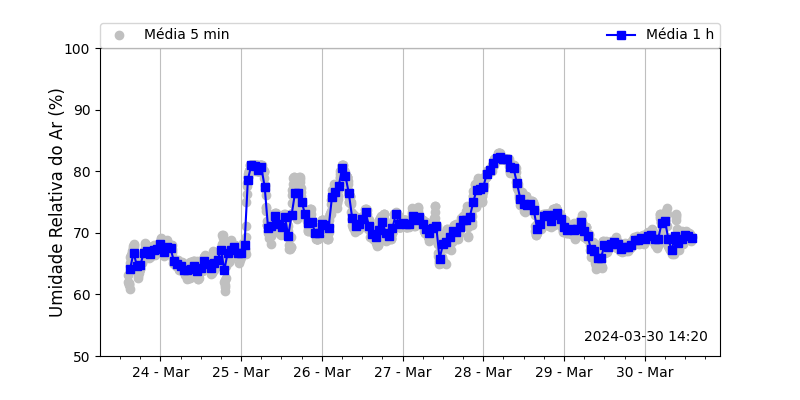 Média 5 min
Média 1 h
Umidade Relativa do Ar (%)
100
90
80
70
60
50
2024-03-30 14:20
24 - Mar
25 - Mar
26 - Mar
27 - Mar
28 - Mar
29 - Mar
30 - Mar